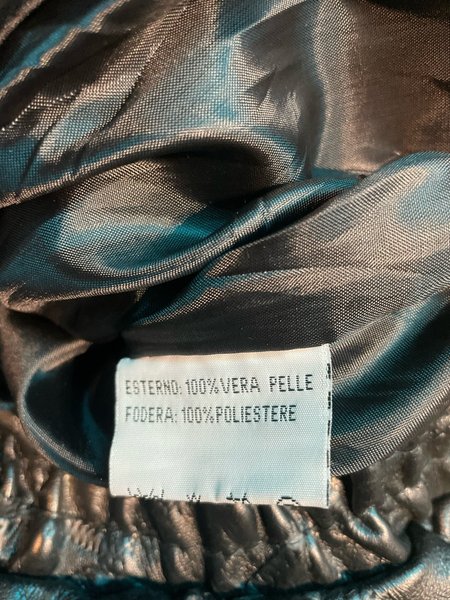 ESTERNO: 100% VERA PELLE
FODERA: 100% POLIESTERE